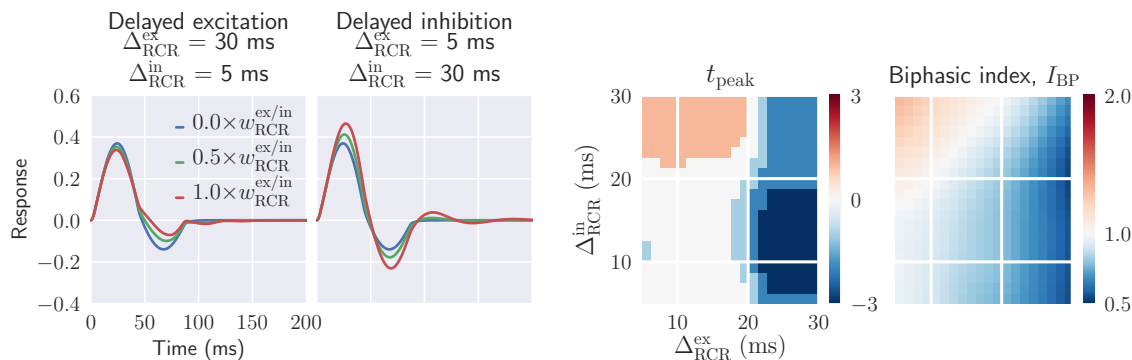 Delayed excitation
Δ^ex_RCR = 30 ms
Δ^in_RCR = 5 ms
Delayed inhibition
Δ^ex_RCR = 5 ms
Δ^in_RCR = 30 ms
0.6
0.4
0.2
0.0
−0.2
−0.4
Response
0.0×w^ex/in_RCR
0.5×w^ex/in_RCR
1.0×w^ex/in_RCR
0
50
100
150
200
Time (ms)
t_peak
30
20
10
Δ^in_RCR (ms)
10
20
30
Δ^ex_RCR (ms)
3
0
−3
Biphasic index, I_BP
2.0
1.0
0.5